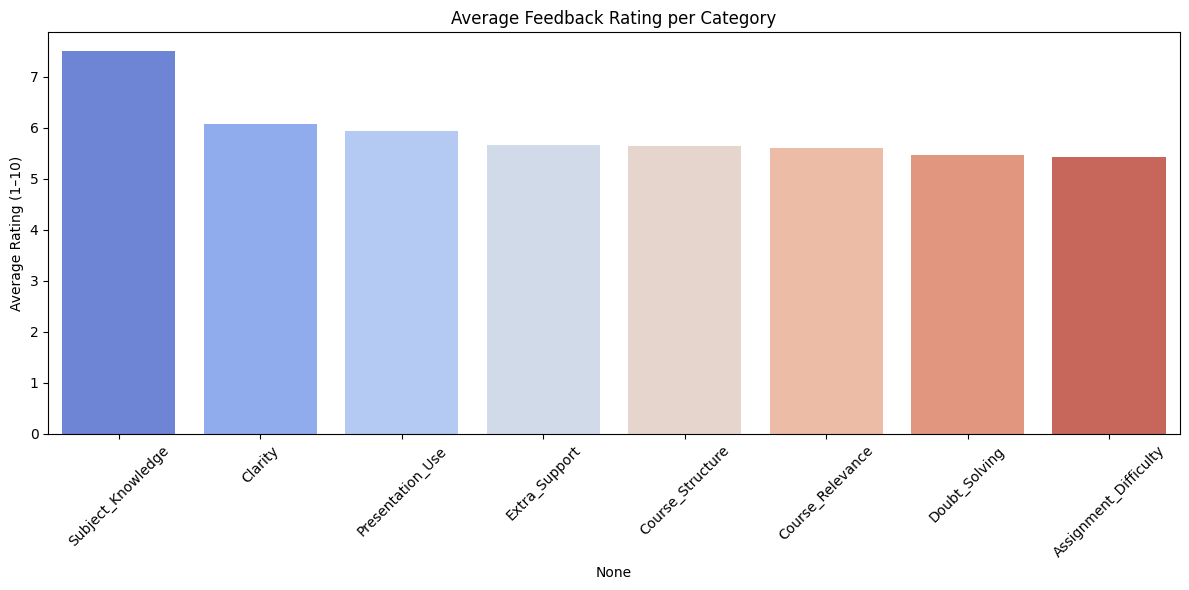 Average Feedback Rating per Category
Average Rating (1–10)
7
6
5
4
3
2
1
0
Subject_Knowledge
Clarity
Presentation_Use
Extra_Support
Course_Structure
Course_Relevance
Doubt_Solving
Assignment_Difficulty
None